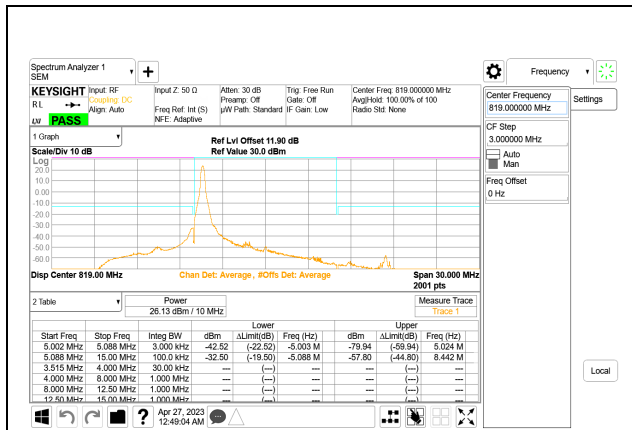 Spectrum Analyzer 1
SEM
Frequency
KEYSIGHT
Input: RF
Input Z: 50 Ω
Atten: 30 dB
Trig: Free Run
Center Freq: 819.000000 MHz
R L
Coupling: DC
Preamp: Off
Gate: Off
Avg|Hold: 100.00% of 100
Align: Auto
Freq Ref: Int (S)
µW Path: Standard
IF Gain: Low
Radio Std: None
LXI
PASS
NFE: Adaptive
Center Frequency
819.000000 MHz
Settings
CF Step
3.000000 MHz
Auto
Man
Freq Offset
0 Hz
1 Graph
Ref Lvl Offset 11.90 dB
Scale/Div 10 dB
Ref Value 30.0 dBm
Log
20.0
10.0
0.00
-10.0
-20.0
-30.0
-40.0
-50.0
-60.0
Disp Center 819.00 MHz
Chan Det: Average, #Offs Det: Average
Span 30.000 MHz
2001 pts
2 Table
Power
26.13 dBm / 10 MHz
Measure Trace
Trace 1
Lower Upper
Start Freq Stop Freq Integ BW dBm ∆Limit(dB) Freq (Hz) dBm ∆Limit(dB) Freq (Hz)
5.002 MHz 5.088 MHz 3.000 kHz -42.52 (-22.52) -5.003 M -79.94 (-59.94) 5.024 M
5.088 MHz 15.00 MHz 100.0 kHz -32.50 (-19.50) -5.088 M -57.80 (-44.80) 8.442 M
3.515 MHz 4.000 MHz 30.00 kHz --- (---) --- (---)
4.000 MHz 8.000 MHz 1.000 MHz --- (---) --- (---)
8.000 MHz 12.50 MHz 1.000 MHz --- (---) --- (---)
12.50 MHz 15.00 MHz 1.000 MHz --- (---) --- (---)
Local
?
Apr 27, 2023
12:49:04 AM